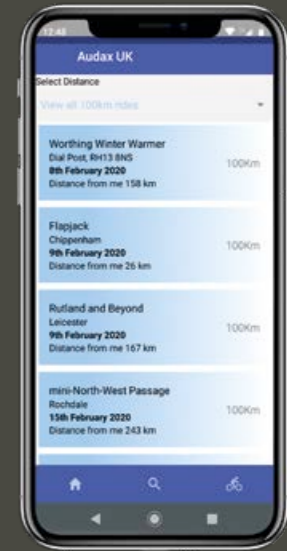 12:40
Audax UK
Select Distance
View all 100km rides
Worthing Winter Warmer
Dial Post, RH13 8NS
8th February 2020
Distance from me 158 km
100Km
Flapjack
Chippenham
9th February 2020
Distance from me 26 km
100Km
Rutland and Beyond
Leicester
9th February 2020
Distance from me 167 km
100Km
mini-North-West Passage
Rochdale
15th February 2020
Distance from me 243 km
100Km